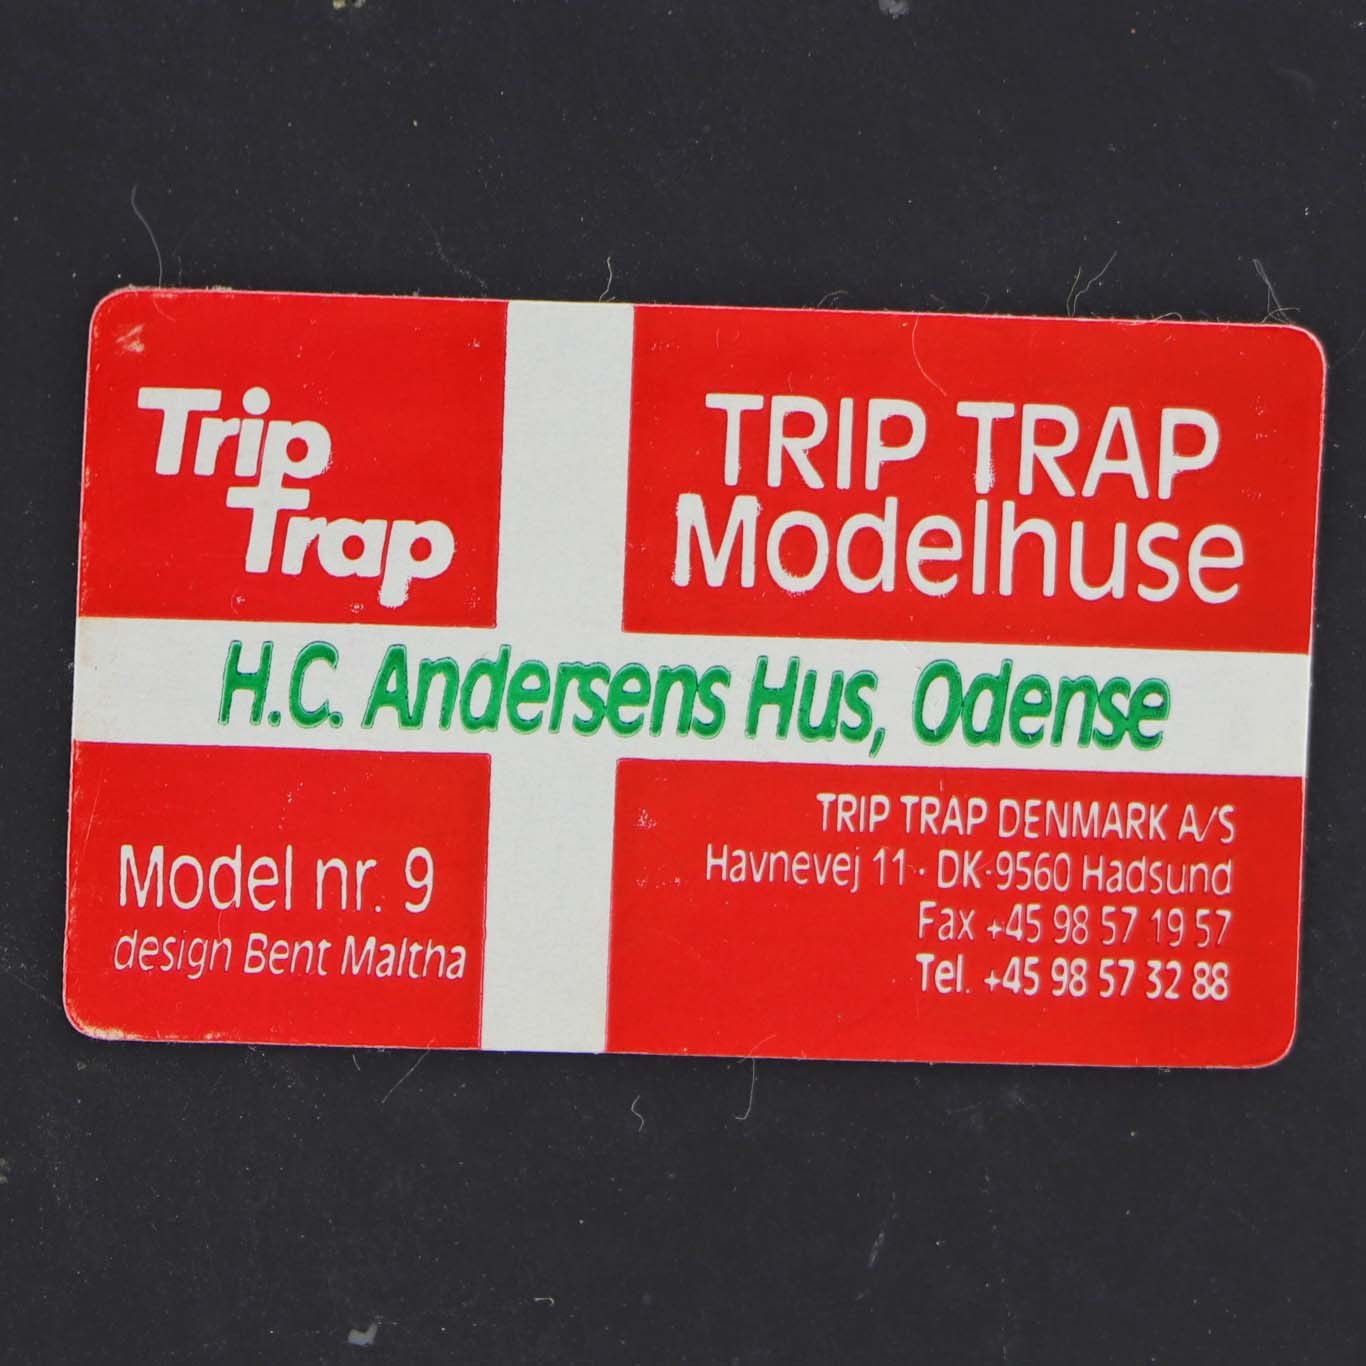 Trip
Trap
TRIP TRAP
Modelhuse
H.C. Andersens Hus, Odense
Model nr. 9
design Bent Maltha
TRIP TRAP DENMARK A/S
Havnevej 11 · DK-9560 Hadsund
Fax +45 98 57 19 57
Tel. +45 98 57 32 88